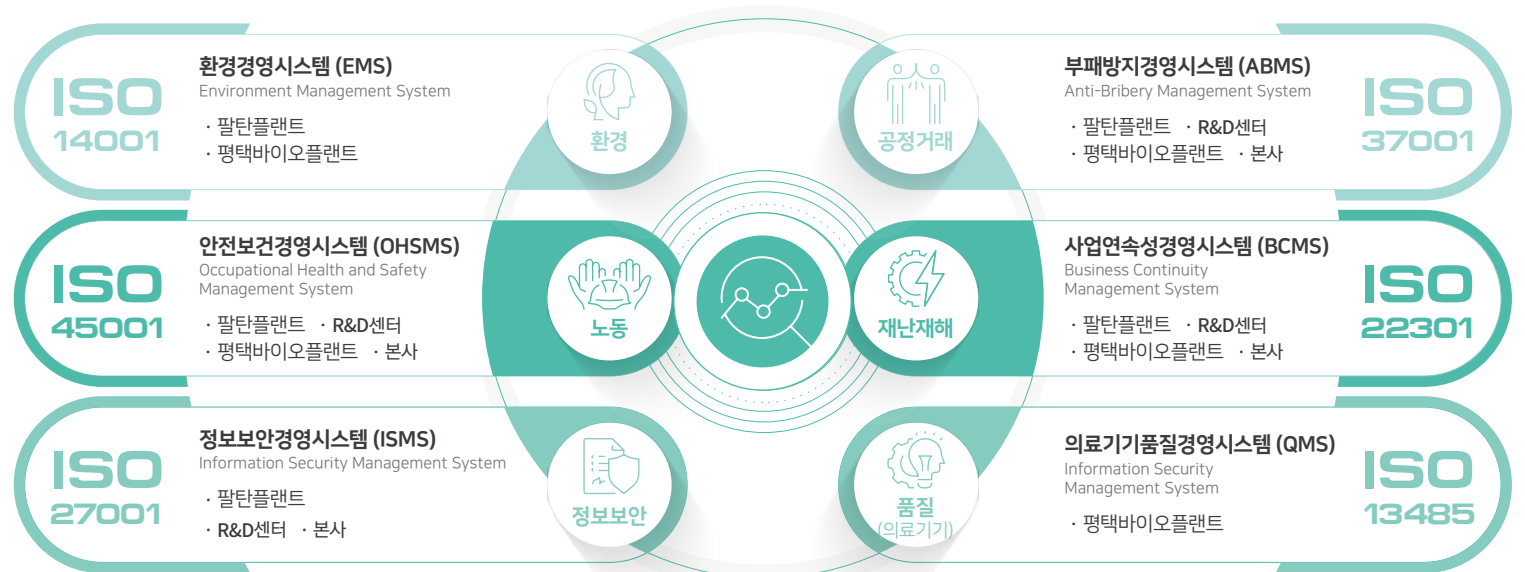 ISO
14001
환경경영시스템 (EMS)
Environment Management System
· 팔탄플랜트
· 평택바이오플랜트
환경
공정거래
부패방지경영시스템 (ABMS)
Anti-Bribery Management System
· 팔탄플랜트 · R&D센터
· 평택바이오플랜트 · 본사
ISO
37001
ISO
45001
안전보건경영시스템 (OHSMS)
Occupational Health and Safety
Management System
· 팔탄플랜트 · R&D센터
· 평택바이오플랜트 · 본사
노동
재난재해
사업연속성경영시스템 (BCMS)
Business Continuity
Management System
· 팔탄플랜트 · R&D센터
· 평택바이오플랜트 · 본사
ISO
22301
ISO
27001
정보보안경영시스템 (ISMS)
Information Security Management System
· 팔탄플랜트
· R&D센터 · 본사
정보보안
품질
(의료기기)
의료기기품질경영시스템 (QMS)
Information Security
Management System
· 평택바이오플랜트
ISO
13485